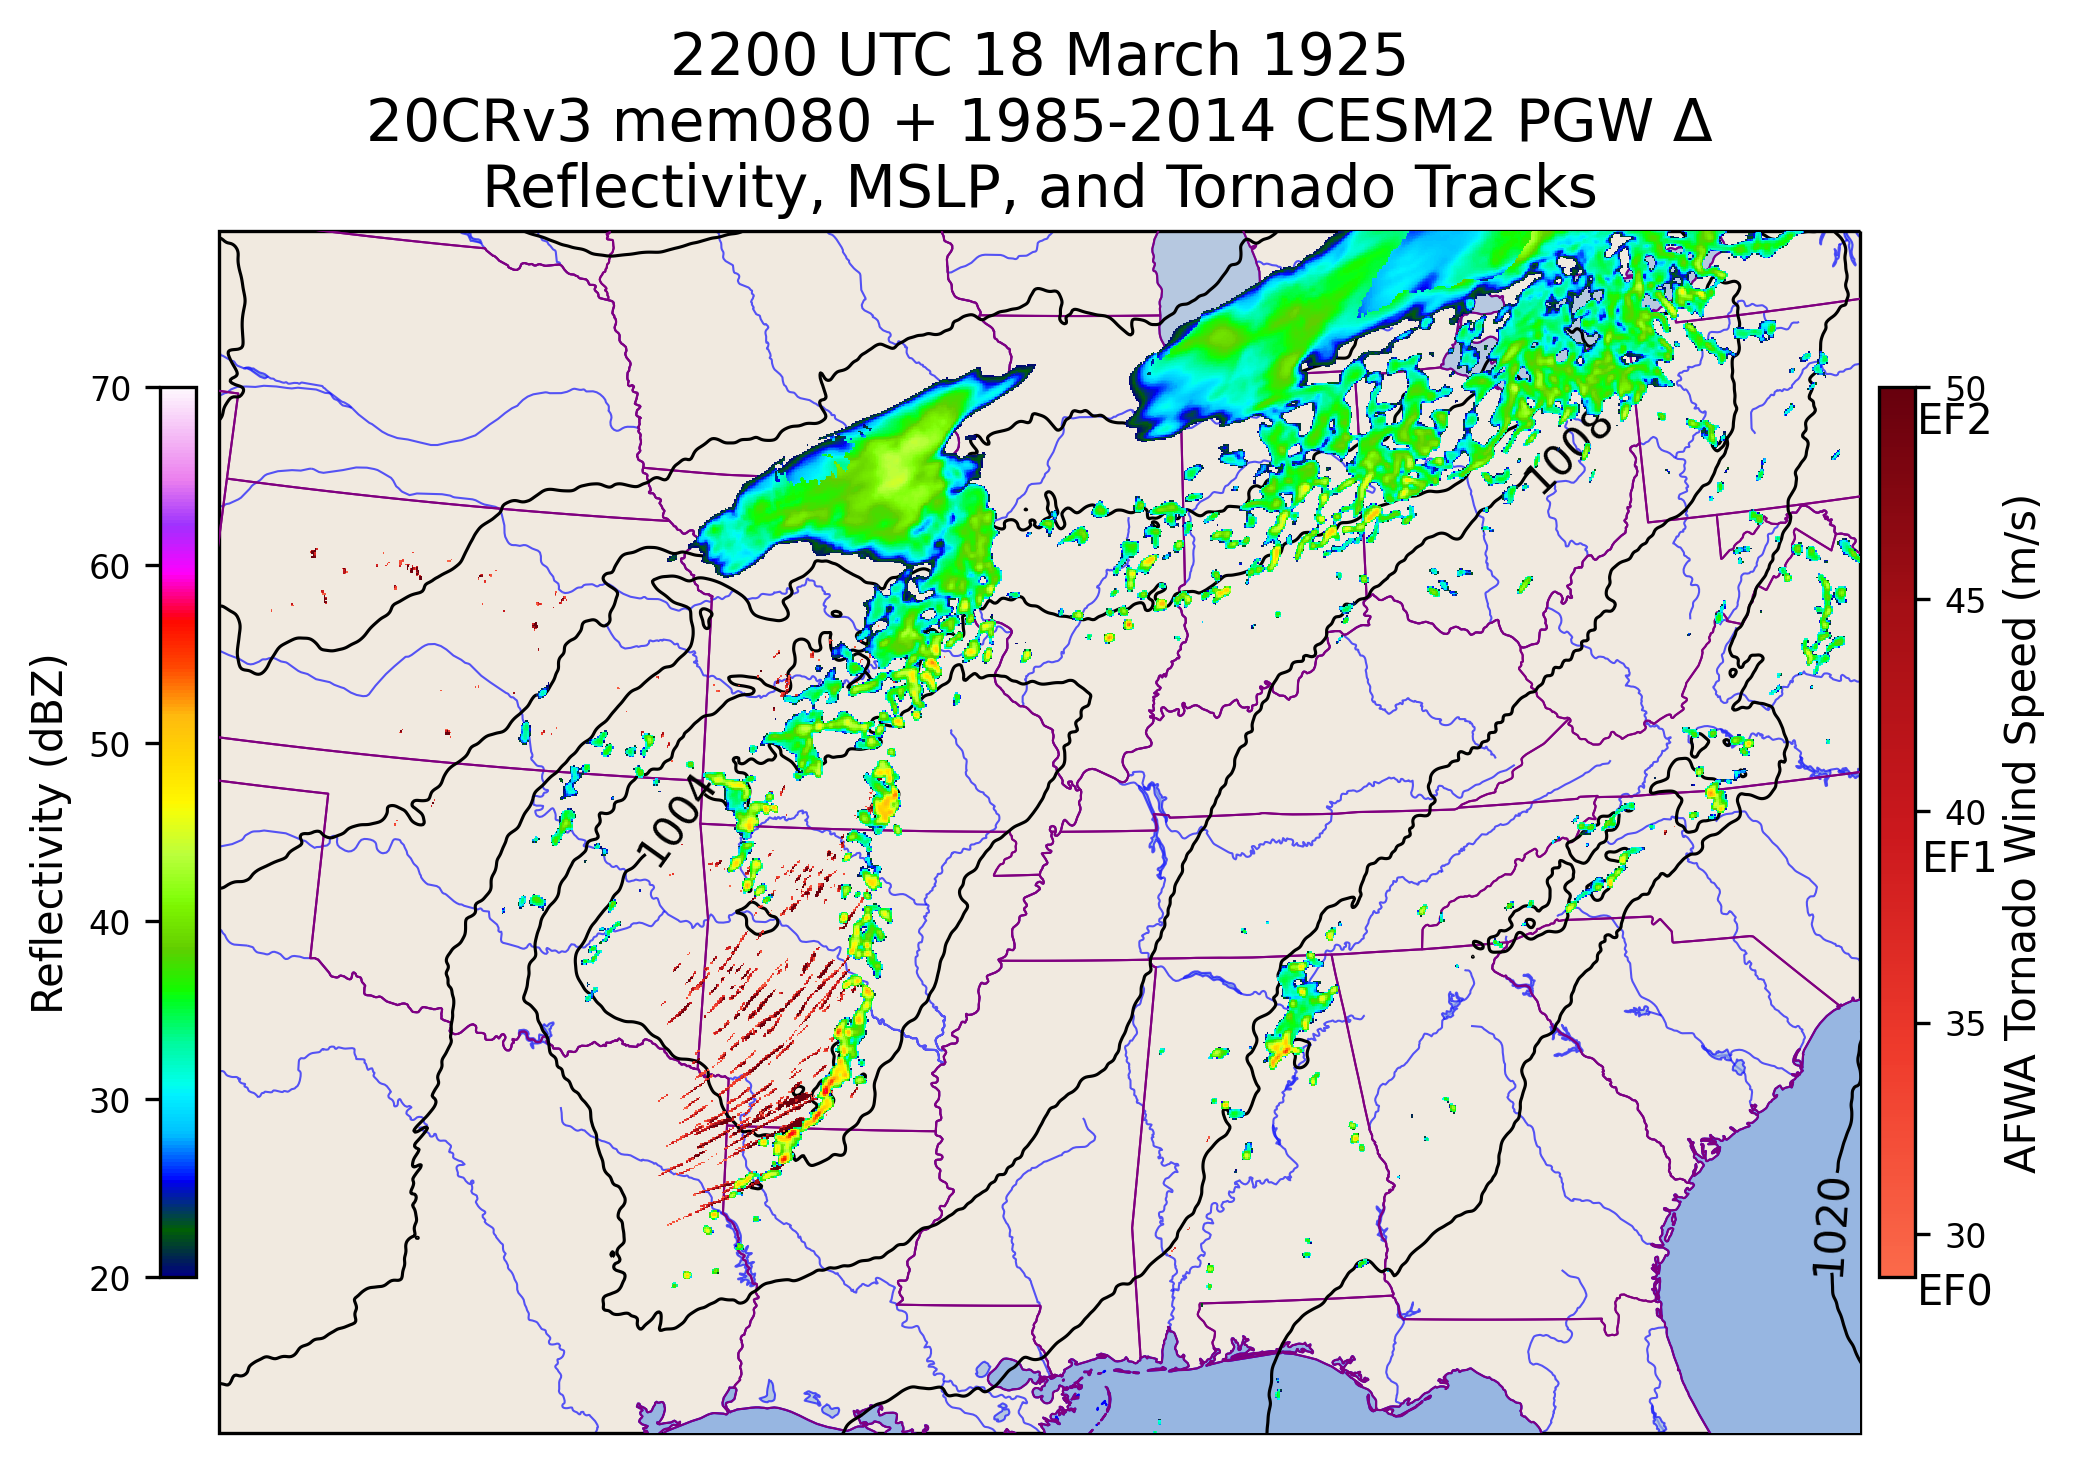 2200 UTC 18 March 1925
20CRv3 mem080 + 1985-2014 CESM2 PGW Δ
Reflectivity, MSLP, and Tornado Tracks
Reflectivity (dBZ)
70
60
50
40
30
20
1008
1004
1020
50
EF2
45
40
EF1
35
30
EF0
AFWA Tornado Wind Speed (m/s)